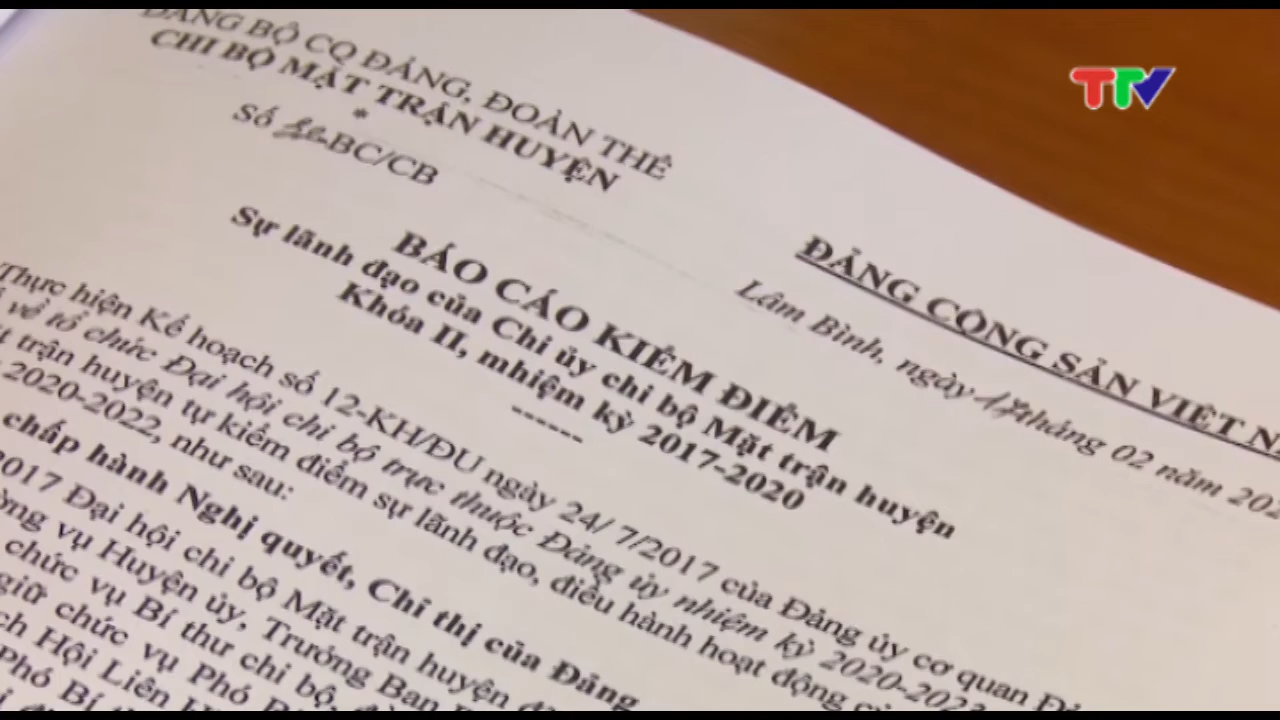 TTV
ĐẢNG BỘ CQ ĐẢNG, ĐOÀN THỂ
CHI BỘ MẶT TRẬN HUYỆN
*
Số -BC/CB
ĐẢNG CỘNG SẢN VIỆT
Lâm Bình, ngày tháng 02 năm
BÁO CÁO KIỂM ĐIỂM
Sự lãnh đạo của Chi ủy chi bộ Mặt trận huyện
Khóa II, nhiệm kỳ 2017-2020
-----
Thực hiện Kế hoạch số 12-KH/ĐU ngày 24/ 7/2017 của Đảng ủy cơ quan
về tổ chức Đại hội chi bộ trực thuộc Đảng ủy nhiệm kỳ 2020-
trận huyện tự kiểm điểm sự lãnh đạo, điều hành hoạt động
2020-2022, như sau:
chấp hành Nghị quyết, Chỉ thị của Đảng
2017 Đại hội chi bộ Mặt trận huyện
vụ Huyện ủy, Trưởng Ban
chức vụ Bí thư chi bộ,
giữ chức vụ Phó
Hội Liên
Phó Bí